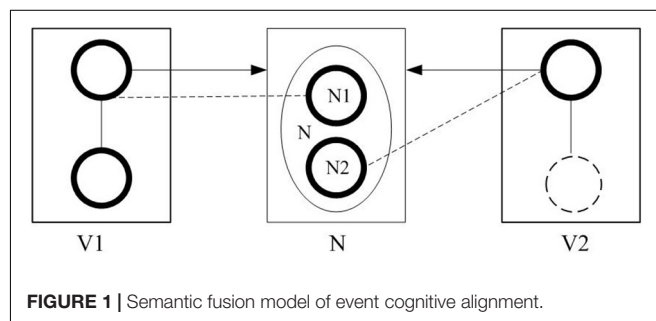 N1
N
N2
V1 N V2
FIGURE 1 | Semantic fusion model of event cognitive alignment.